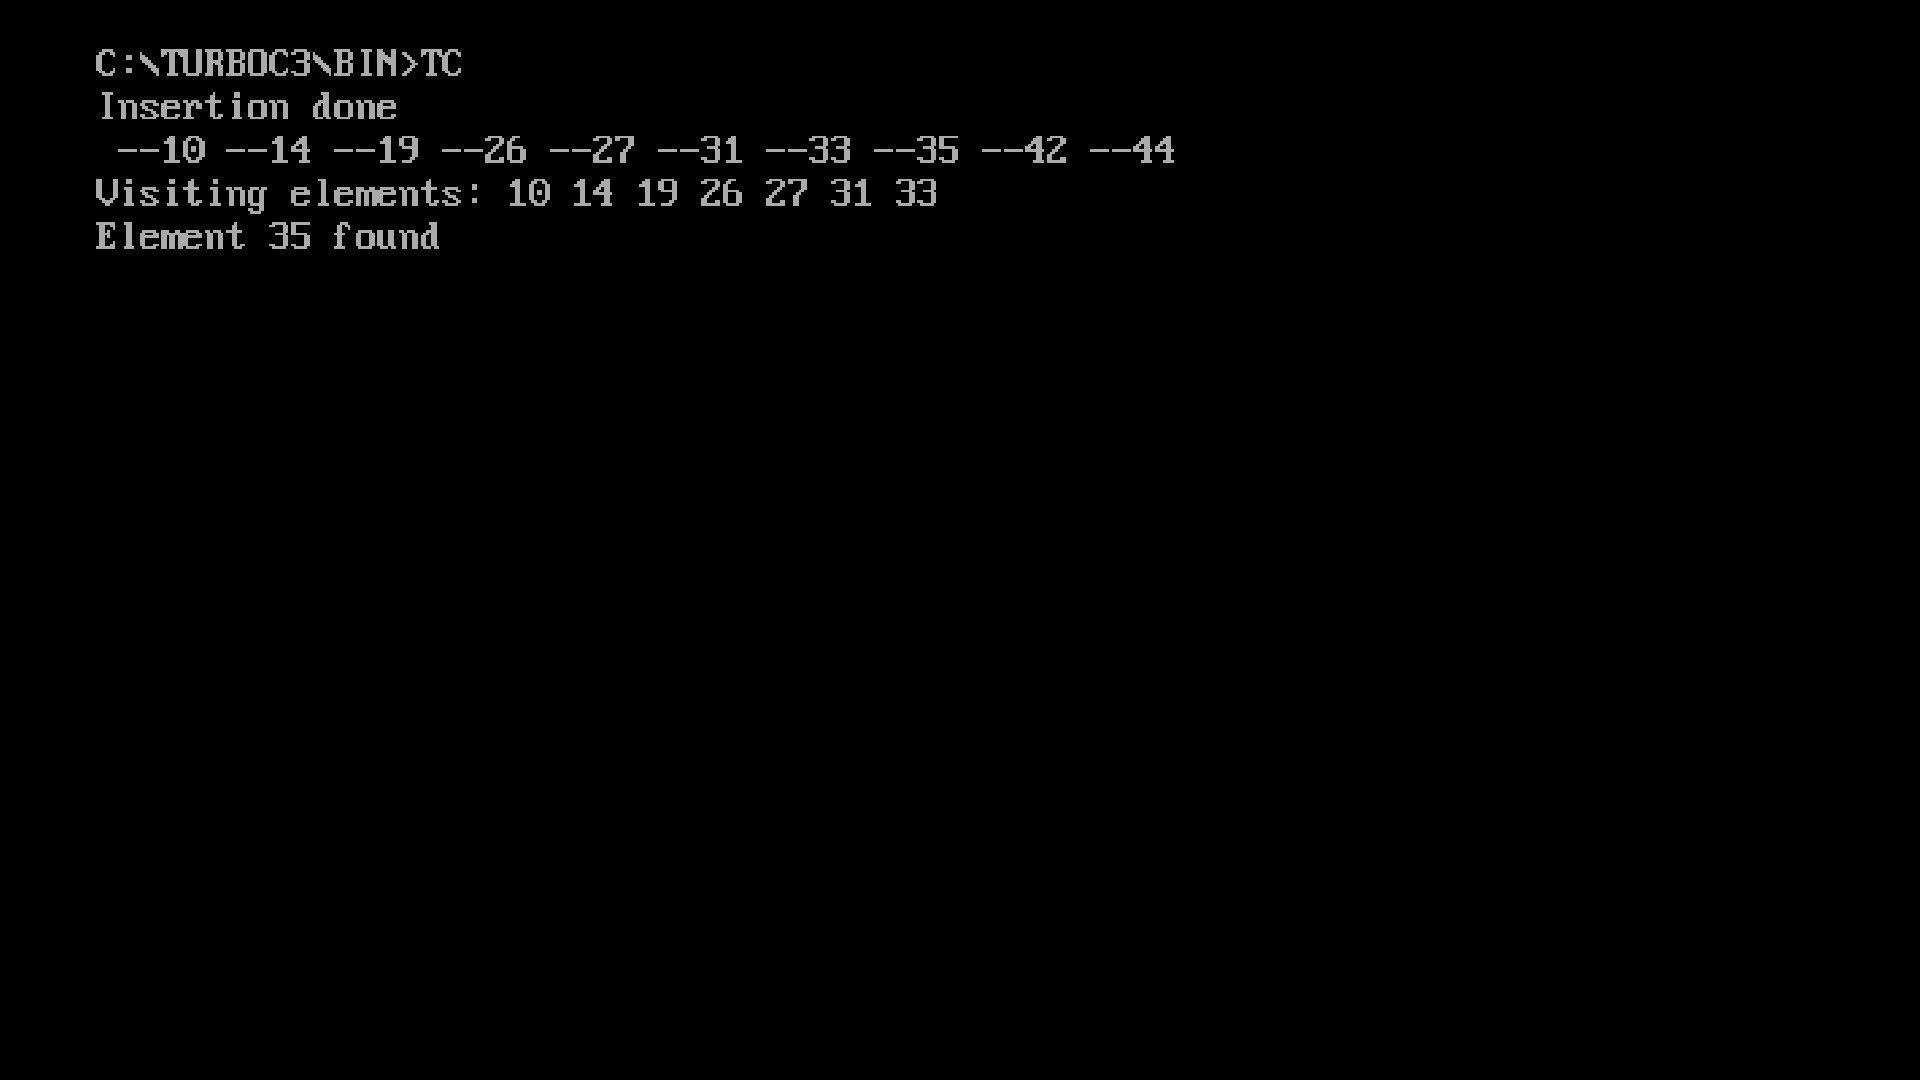 C:\TURBOC3\BIN>TC
Insertion done
--10 --14 --19 --26 --27 --31 --33 --35 --42 --44
Visiting elements: 10 14 19 26 27 31 33
Element 35 found